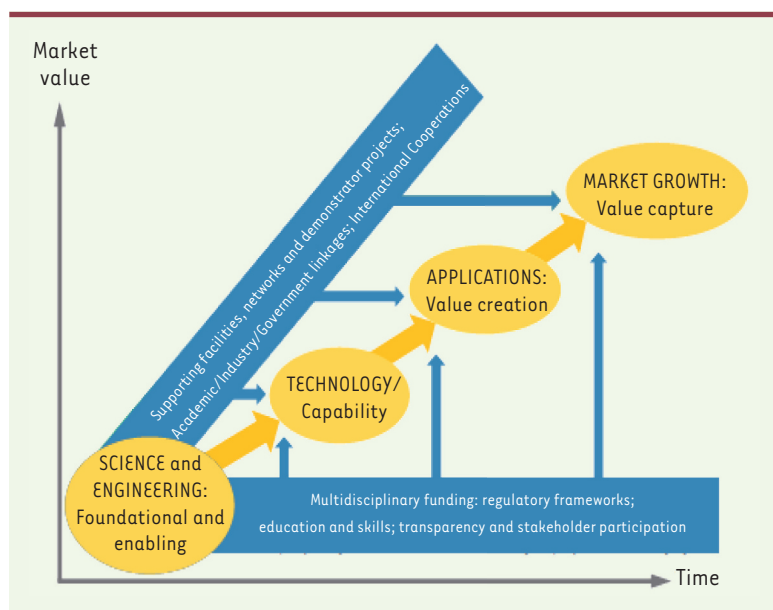 Market
value
Supporting facilities, networks and demonstrator projects;
Academic/Industry/Government linkages; International Cooperations
MARKET GROWTH:
Value capture
APPLICATIONS:
Value creation
TECHNOLOGY/
Capability
SCIENCE and
ENGINEERING:
Foundational and
enabling
Multidisciplinary funding: regulatory frameworks;
education and skills; transparency and stakeholder participation
Time